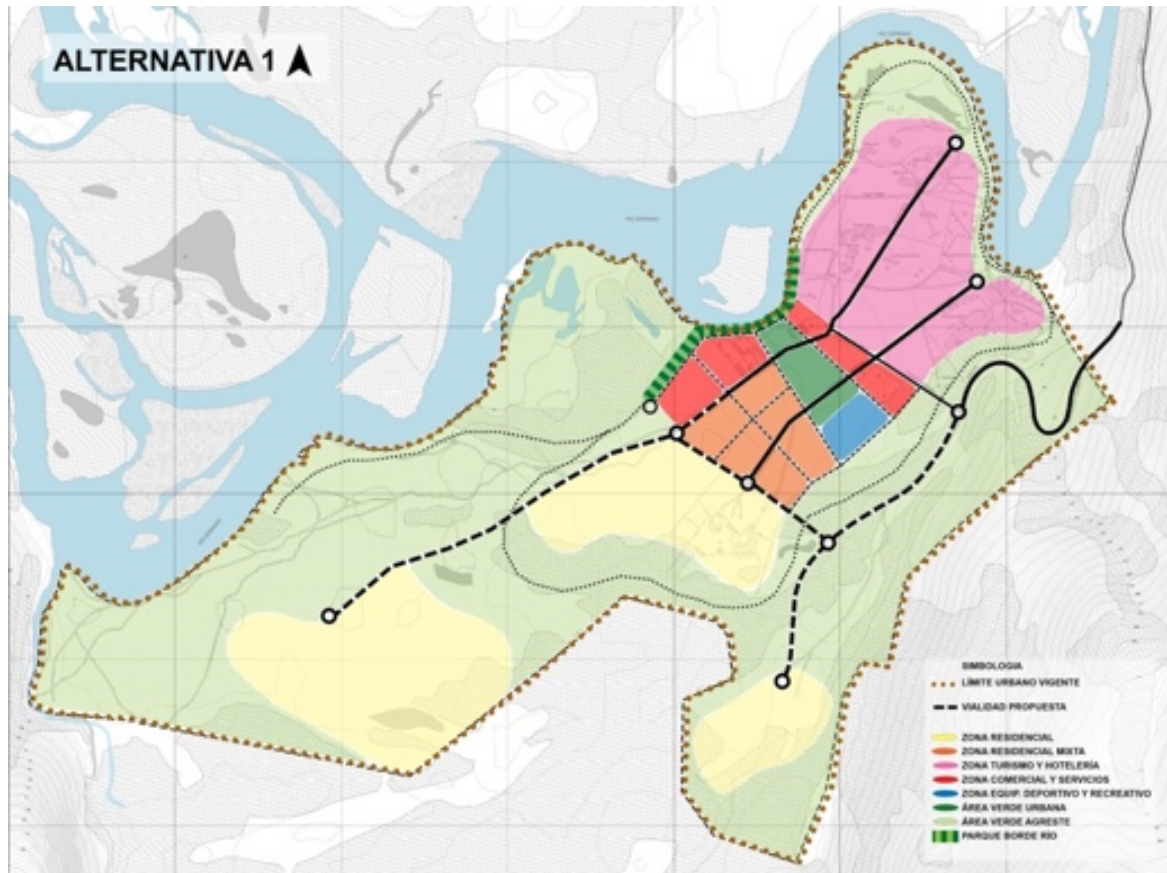 ALTERNATIVA 1
SIMBOLOGIA
LÍMITE URBANO VIGENTE
VIALIDAD PROPUESTA
ZONA RESIDENCIAL
ZONA RESIDENCIAL MIXTA
ZONA TURISMO Y HOTELERÍA
ZONA COMERCIAL Y SERVICIOS
ZONA EQUIP. DEPORTIVO Y RECREATIVO
ÁREA VERDE URBANA
ÁREA VERDE AGRESTE
PARQUE BORDE RÍO